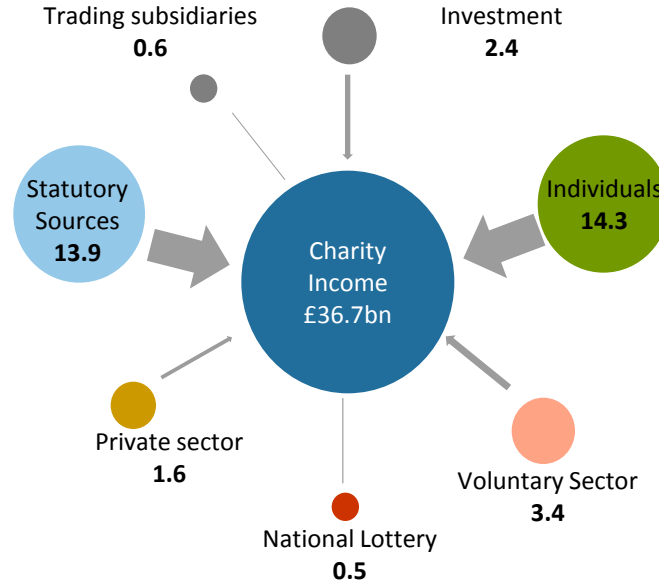 Trading subsidiaries
0.6
Investment
2.4
Statutory
Sources
13.9
Individuals
14.3
Charity
Income
£36.7bn
Private sector
1.6
Voluntary Sector
3.4
National Lottery
0.5